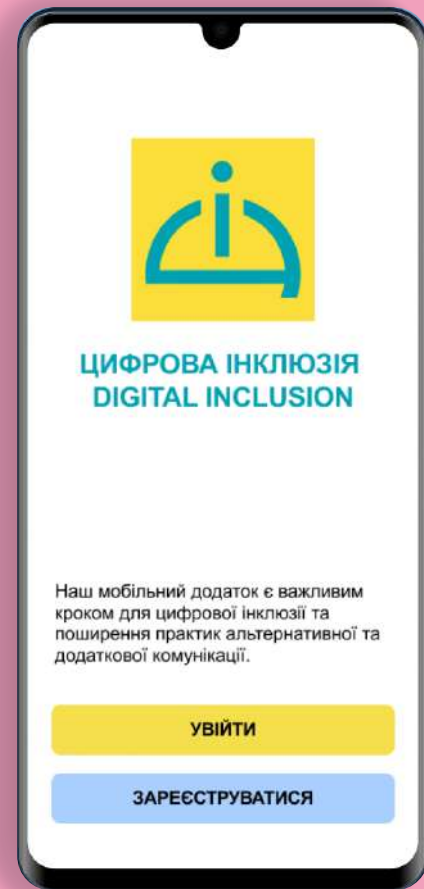 ЦИФРОВА ІНКЛЮЗІЯ
DIGITAL INCLUSION
Наш мобільний додаток є важливим
кроком для цифрової інклюзії та
поширення практик альтернативної та
додаткової комунікації.
УВІЙТИ
ЗАРЕЄСТРУВАТИСЯ